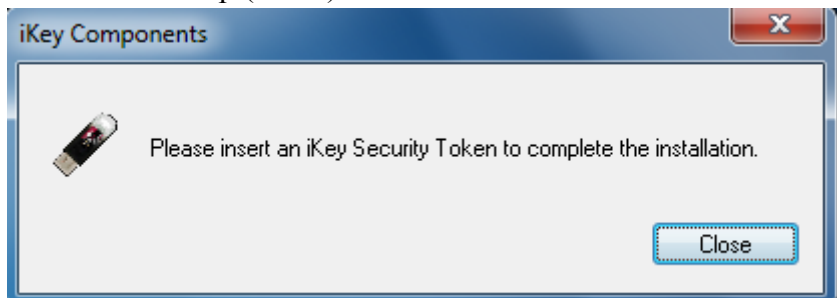 iKey Components
Please insert an iKey Security Token to complete the installation.
Close